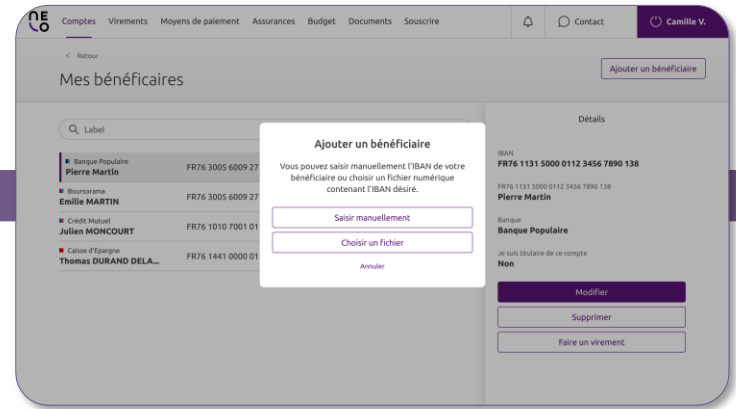 NELO
Comptes Virements Moyens de paiement Assurances Budget Documents Souscrire
Contact
Camille V.
< Retour
Mes bénéficaires
Ajouter un bénéficiaire
Label
Banque Populaire
Pierre Martin
FR76 3005 6009 27
Boursorama
Emilie MARTIN
FR76 3005 6009 27
Crédit Mutuel
Julien MONCOURT
FR76 1010 7001 01
Caisse d'Epargne
Thomas DURAND DELA...
FR76 1441 0000 01
Ajouter un bénéficiaire
Vous pouvez saisir manuellement l'IBAN de votre
bénéficiaire ou choisir un fichier numérique
contenant l'IBAN désiré.
Saisir manuellement
Choisir un fichier
Annuler
Détails
IBAN
FR76 1131 5000 0112 3456 7890 138
FR76 1131 5000 0112 3456 7890 138
Pierre Martin
Banque
Banque Populaire
Je suis titulaire de ce compte
Non
Modifier
Supprimer
Faire un virement